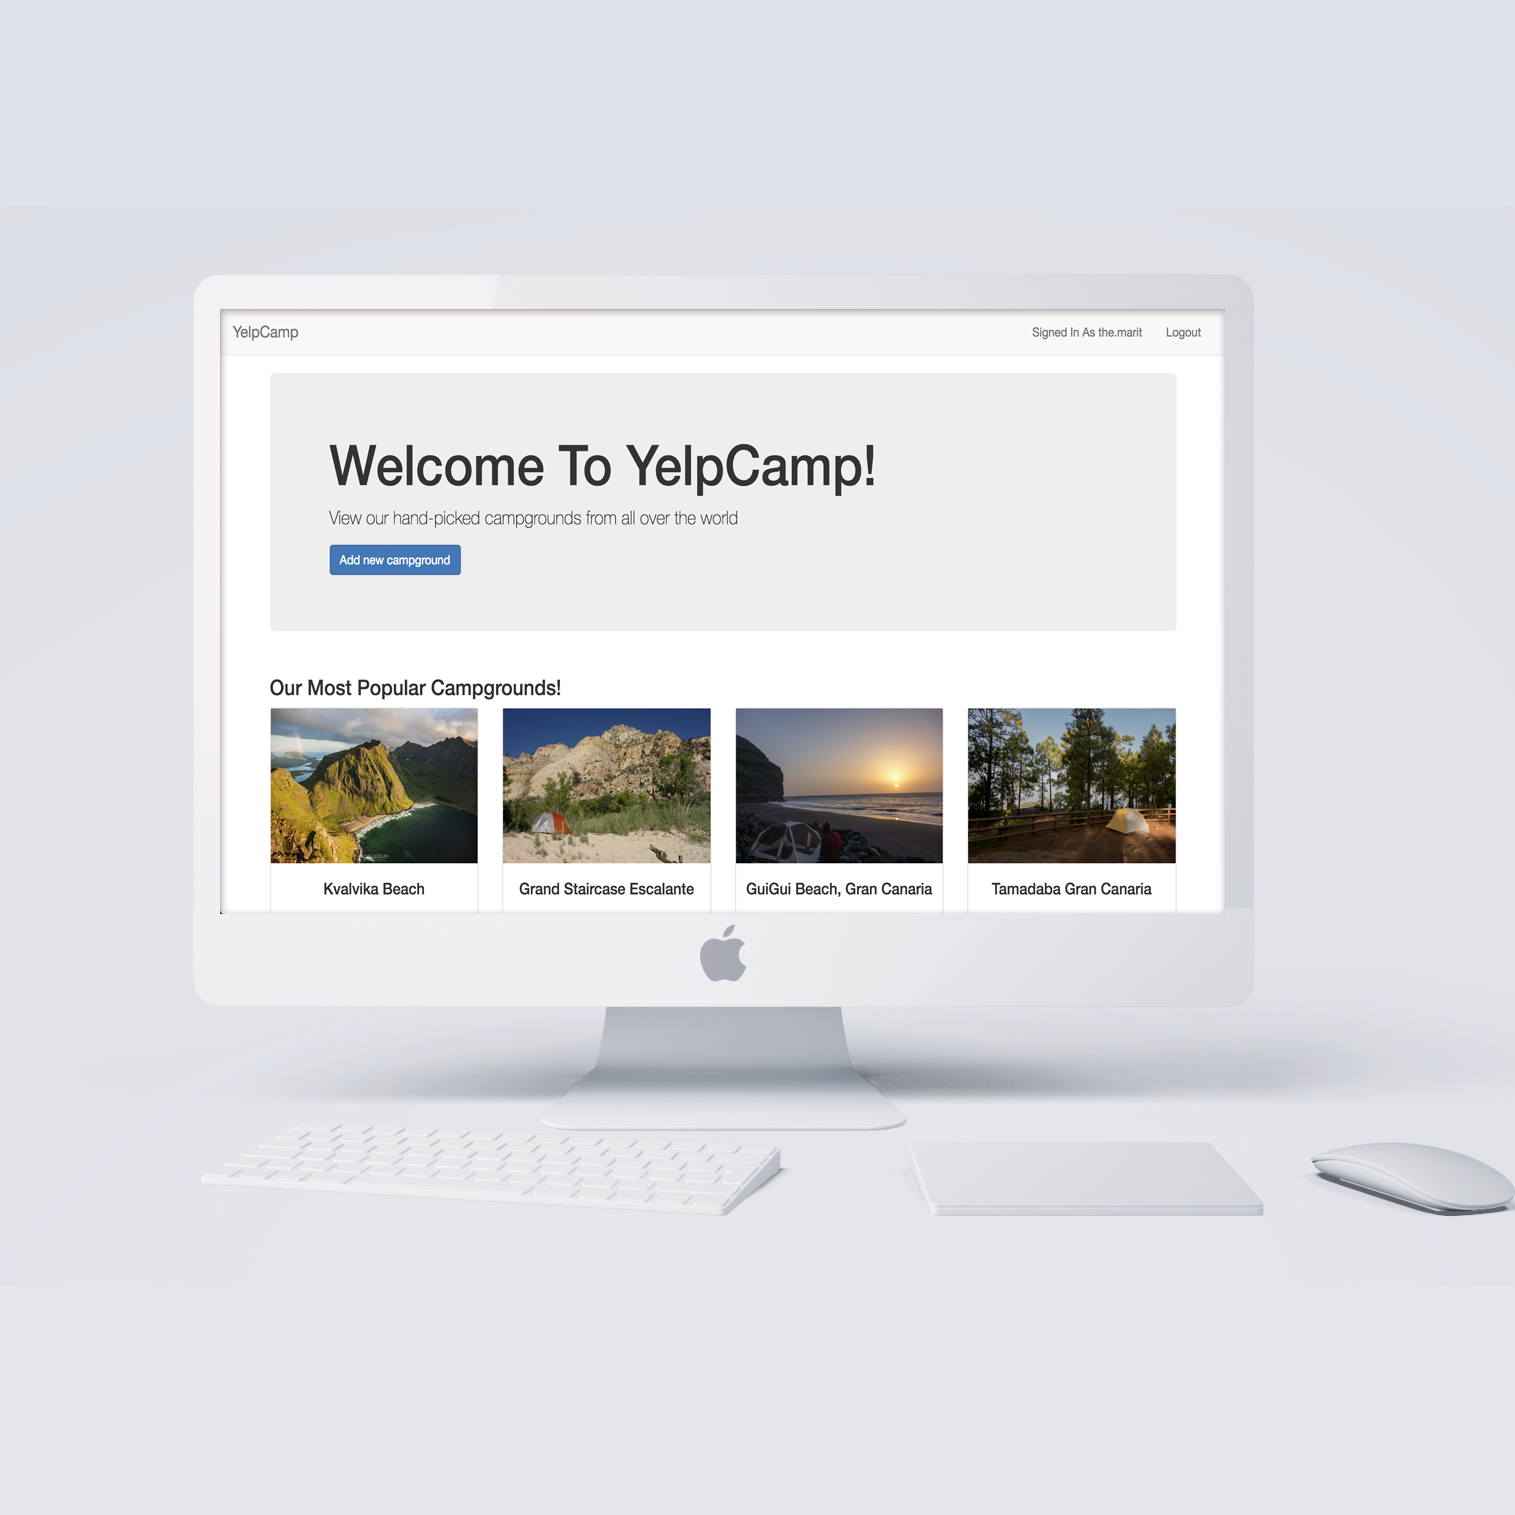 YelpCamp
Signed In As the.marit
Logout
Welcome To YelpCamp!
View our hand-picked campgrounds from all over the world
Add new campground
Our Most Popular Campgrounds!
Kvalvika Beach
Grand Staircase Escalante
GuiGui Beach, Gran Canaria
Tamadaba Gran Canaria